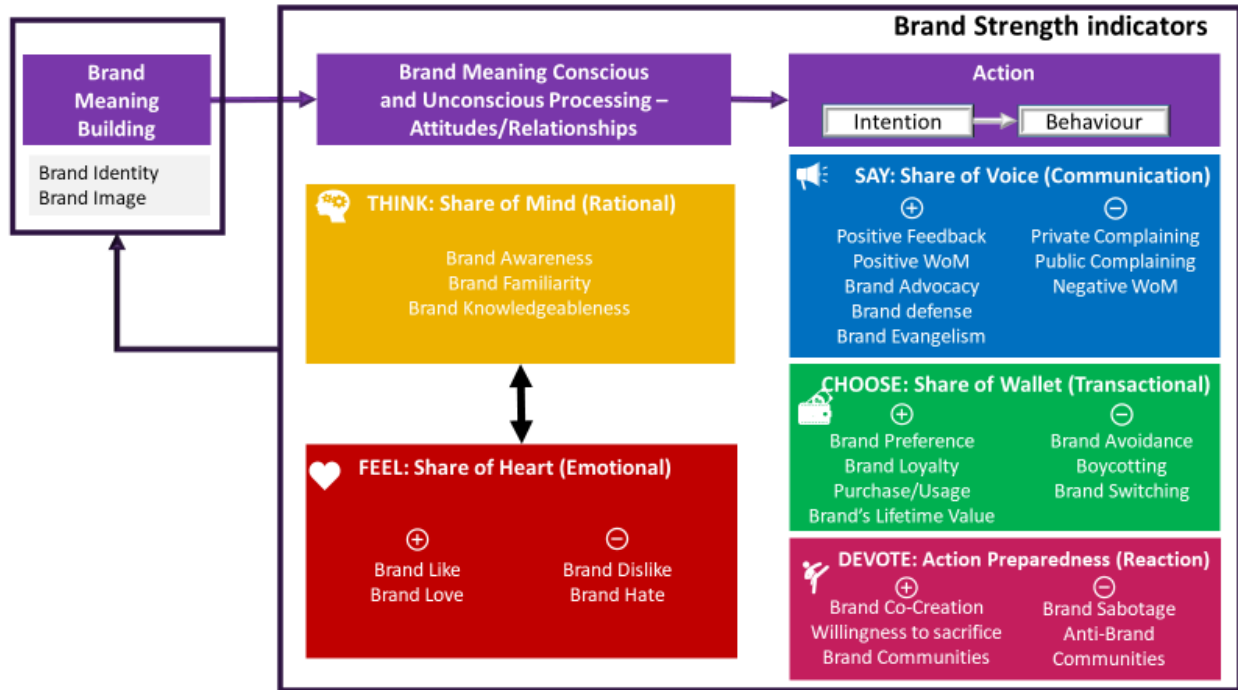 Brand Strength indicators
Brand
Meaning
Building
Brand Identity
Brand Image
Brand Meaning Conscious
and Unconscious Processing –
Attitudes/Relationships
THINK: Share of Mind (Rational)
Brand Awareness
Brand Familiarity
Brand Knowledgeableness
FEEL: Share of Heart (Emotional)
Brand Like
Brand Love
Brand Dislike
Brand Hate
Action
Intention
Behaviour
SAY: Share of Voice (Communication)
Positive Feedback
Positive WoM
Brand Advocacy
Brand defense
Brand Evangelism
Private Complaining
Public Complaining
Negative WoM
CHOOSE: Share of Wallet (Transactional)
Brand Preference
Brand Loyalty
Purchase/Usage
Brand's Lifetime Value
Brand Avoidance
Boycotting
Brand Switching
DEVOTE: Action Preparedness (Reaction)
Brand Co-Creation
Willingness to sacrifice
Brand Communities
Brand Sabotage
Anti-Brand
Communities